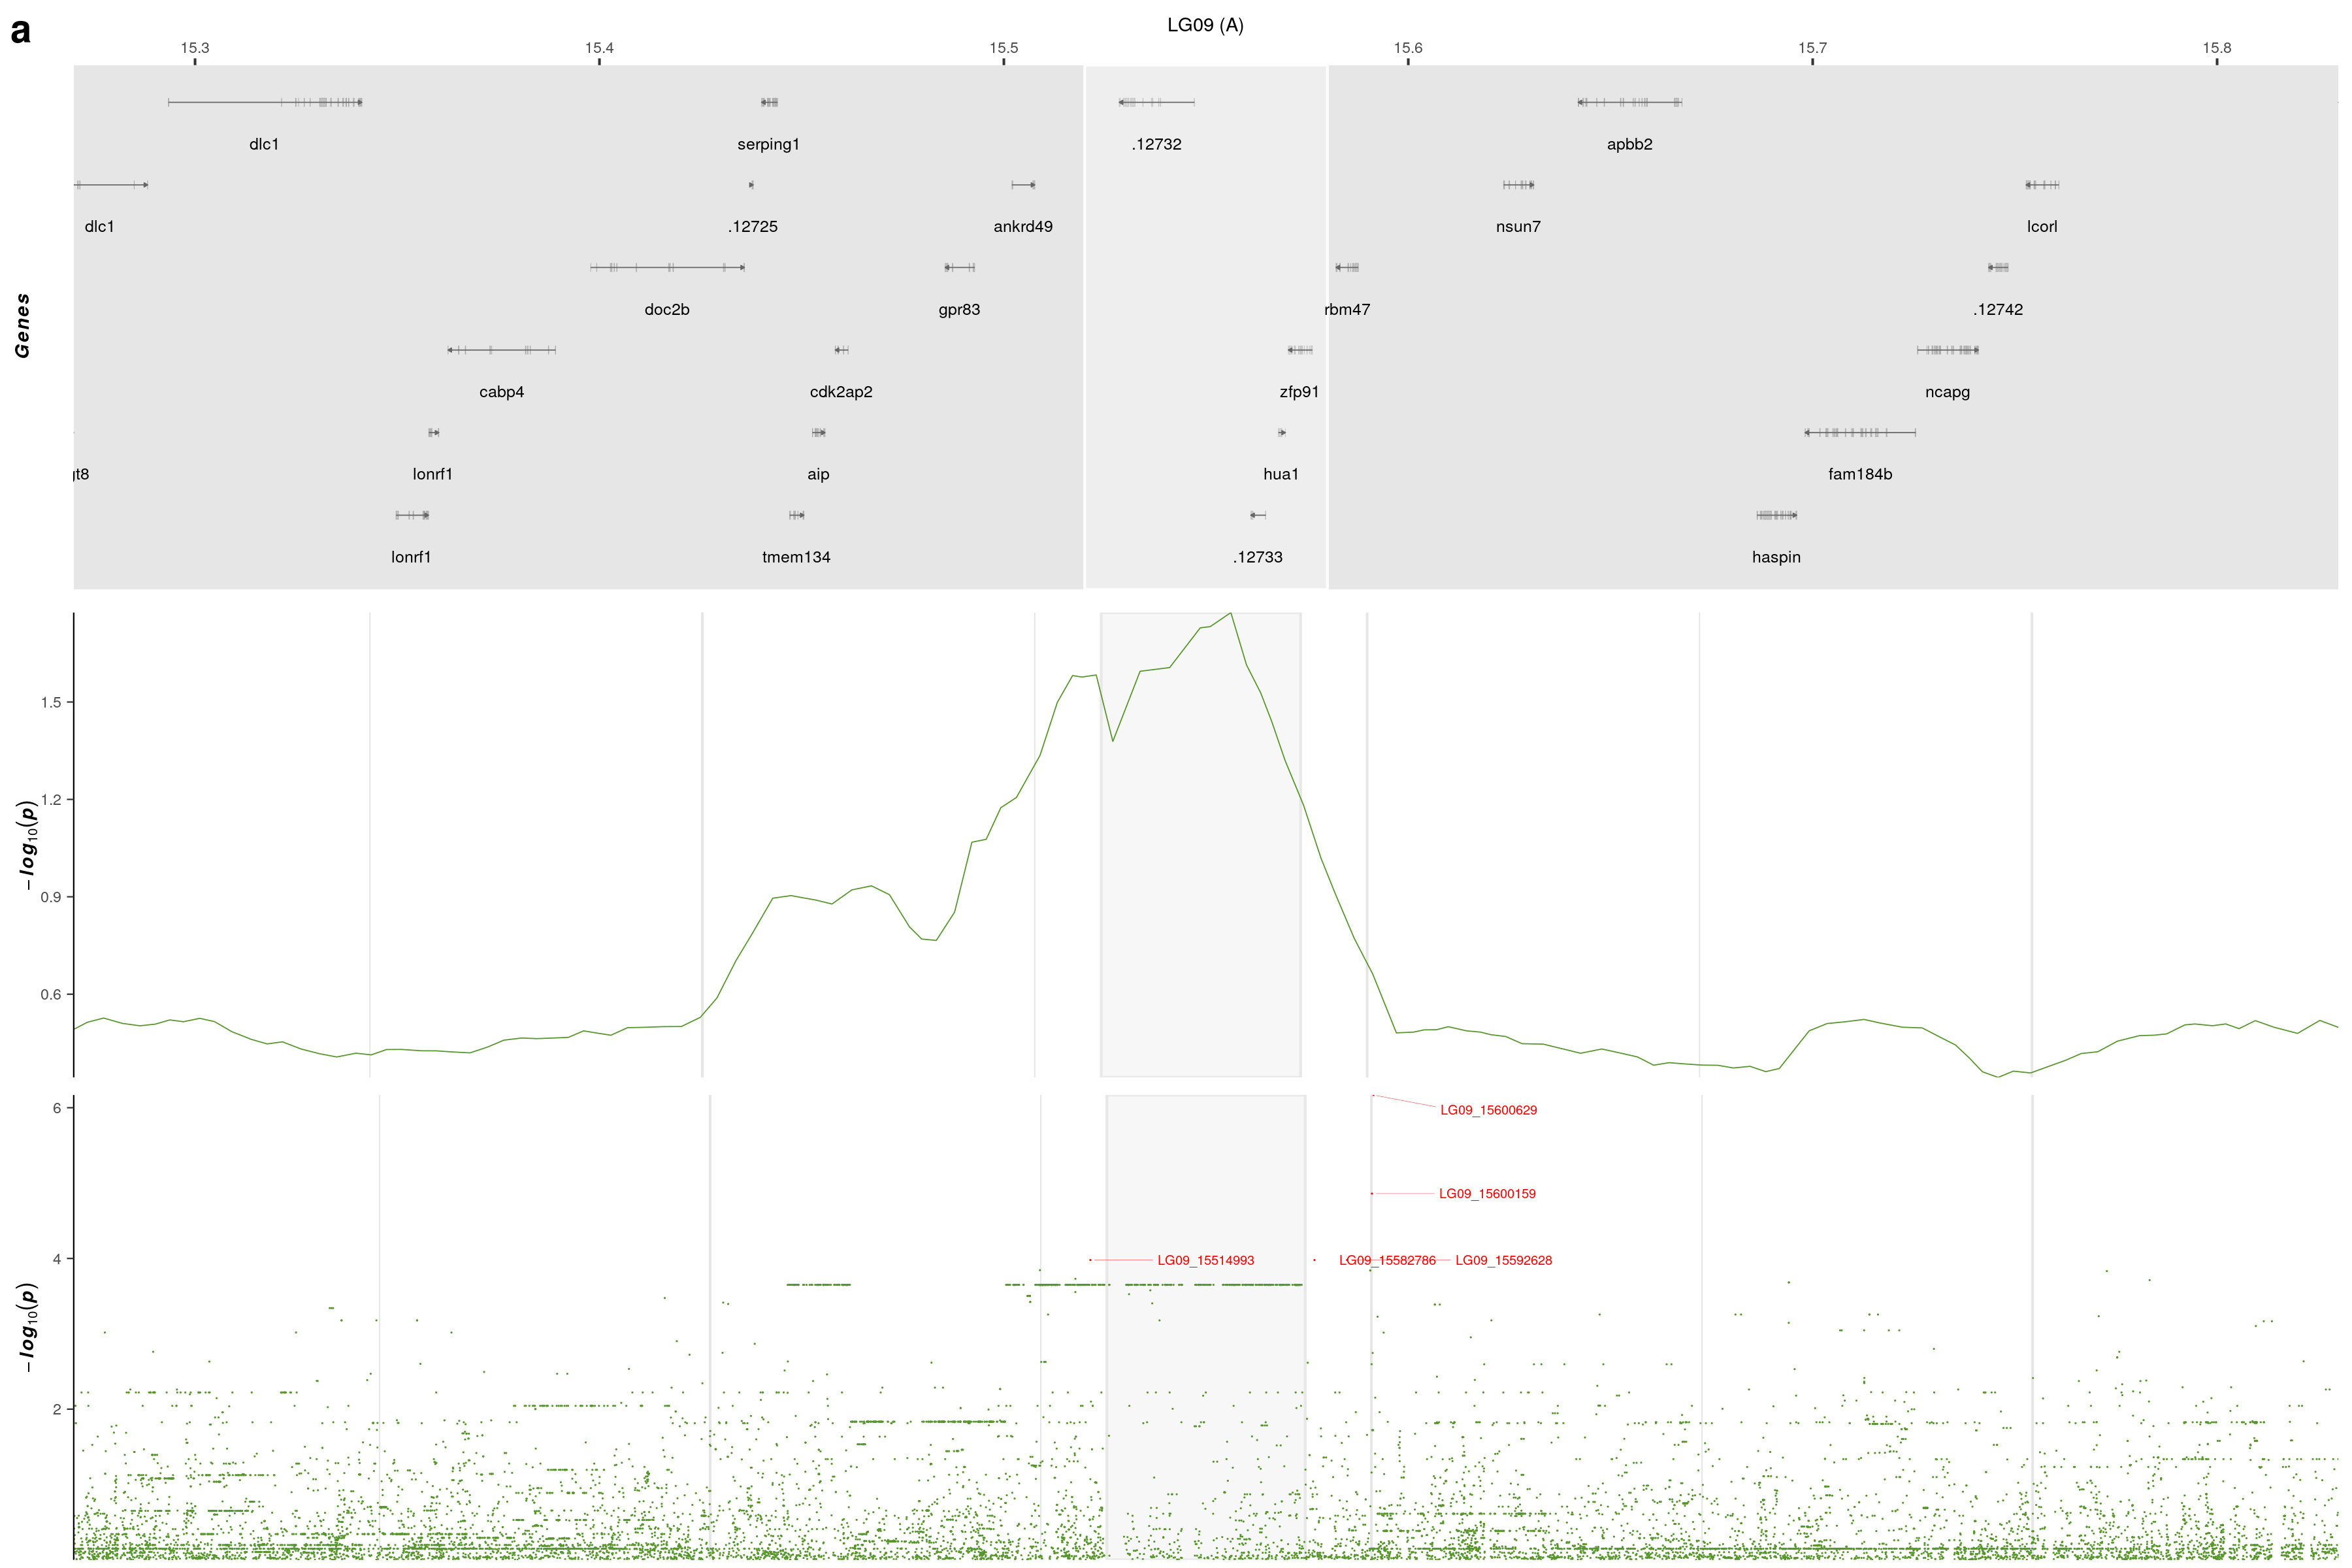 a
LG09 (A)
15.3 15.4 15.5 15.6 15.7 15.8
Genes
dlc1 serping1 .12732 apbb2
dlc1 .12725 ankrd49 nsun7 lcorl
doc2b gpr83 rbm47 .12742
cabp4 cdk2ap2 zfp91 ncapg
jt8 lonrf1 aip hua1 fam184b
lonrf1 tmem134 .12733 haspin
−log10(p)
1.5
1.2
0.9
0.6
−log10(p)
6
4
2
LG09_15600629
LG09_15600159
LG09_15514993 LG09_15582786 LG09_15592628